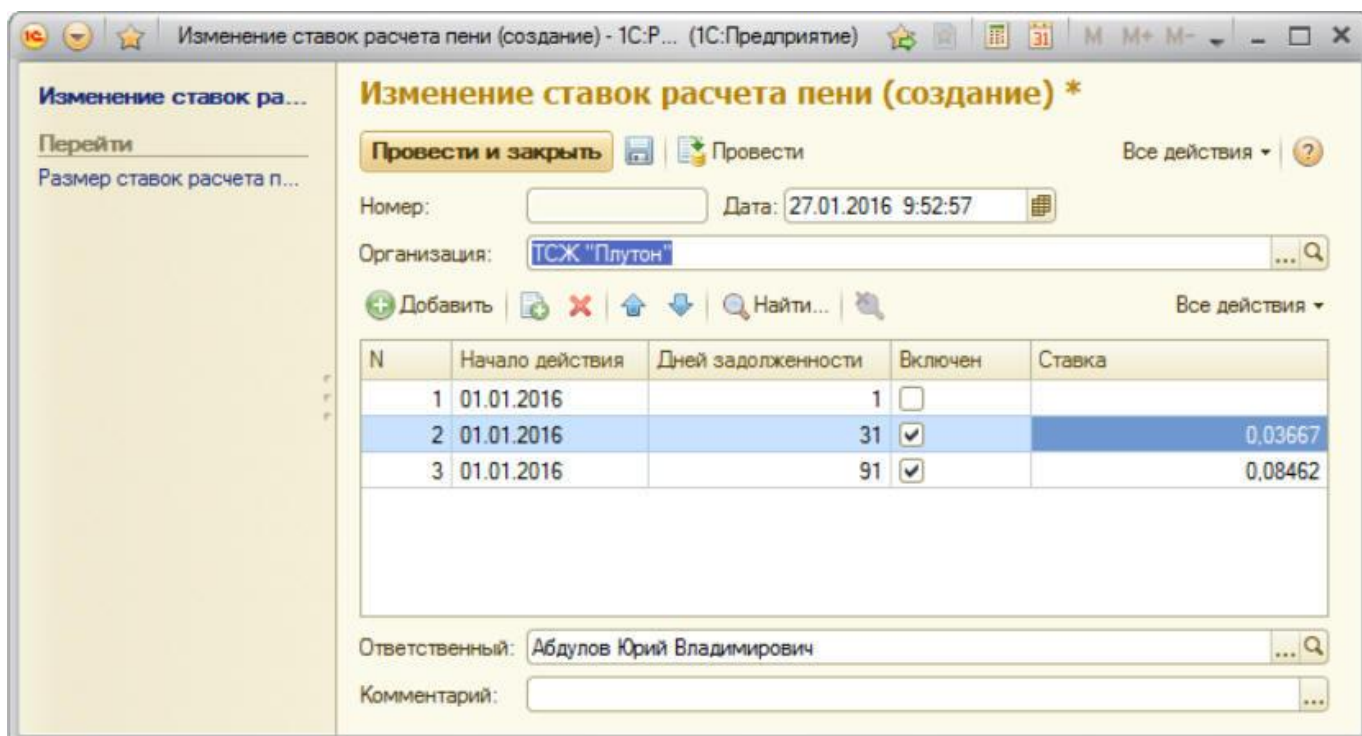 Изменение ставок расчета пени (создание) - 1С:Р... (1С:Предприятие) 31 M M+ M-
Изменение ставок ра...
Перейти
Размер ставок расчета п...
Изменение ставок расчета пени (создание) *
Провести и закрыть Провести Все действия
Номер: Дата: 27.01.2016 9:52:57
Организация: ТСЖ "Плутон" ...
Добавить Найти... Все действия
N Начало действия Дней задолженности Включен Ставка
1 01.01.2016 1
2 01.01.2016 31 0,03667
3 01.01.2016 91 0,08462
Ответственный: Абдулов Юрий Владимирович ...
Комментарий: ...